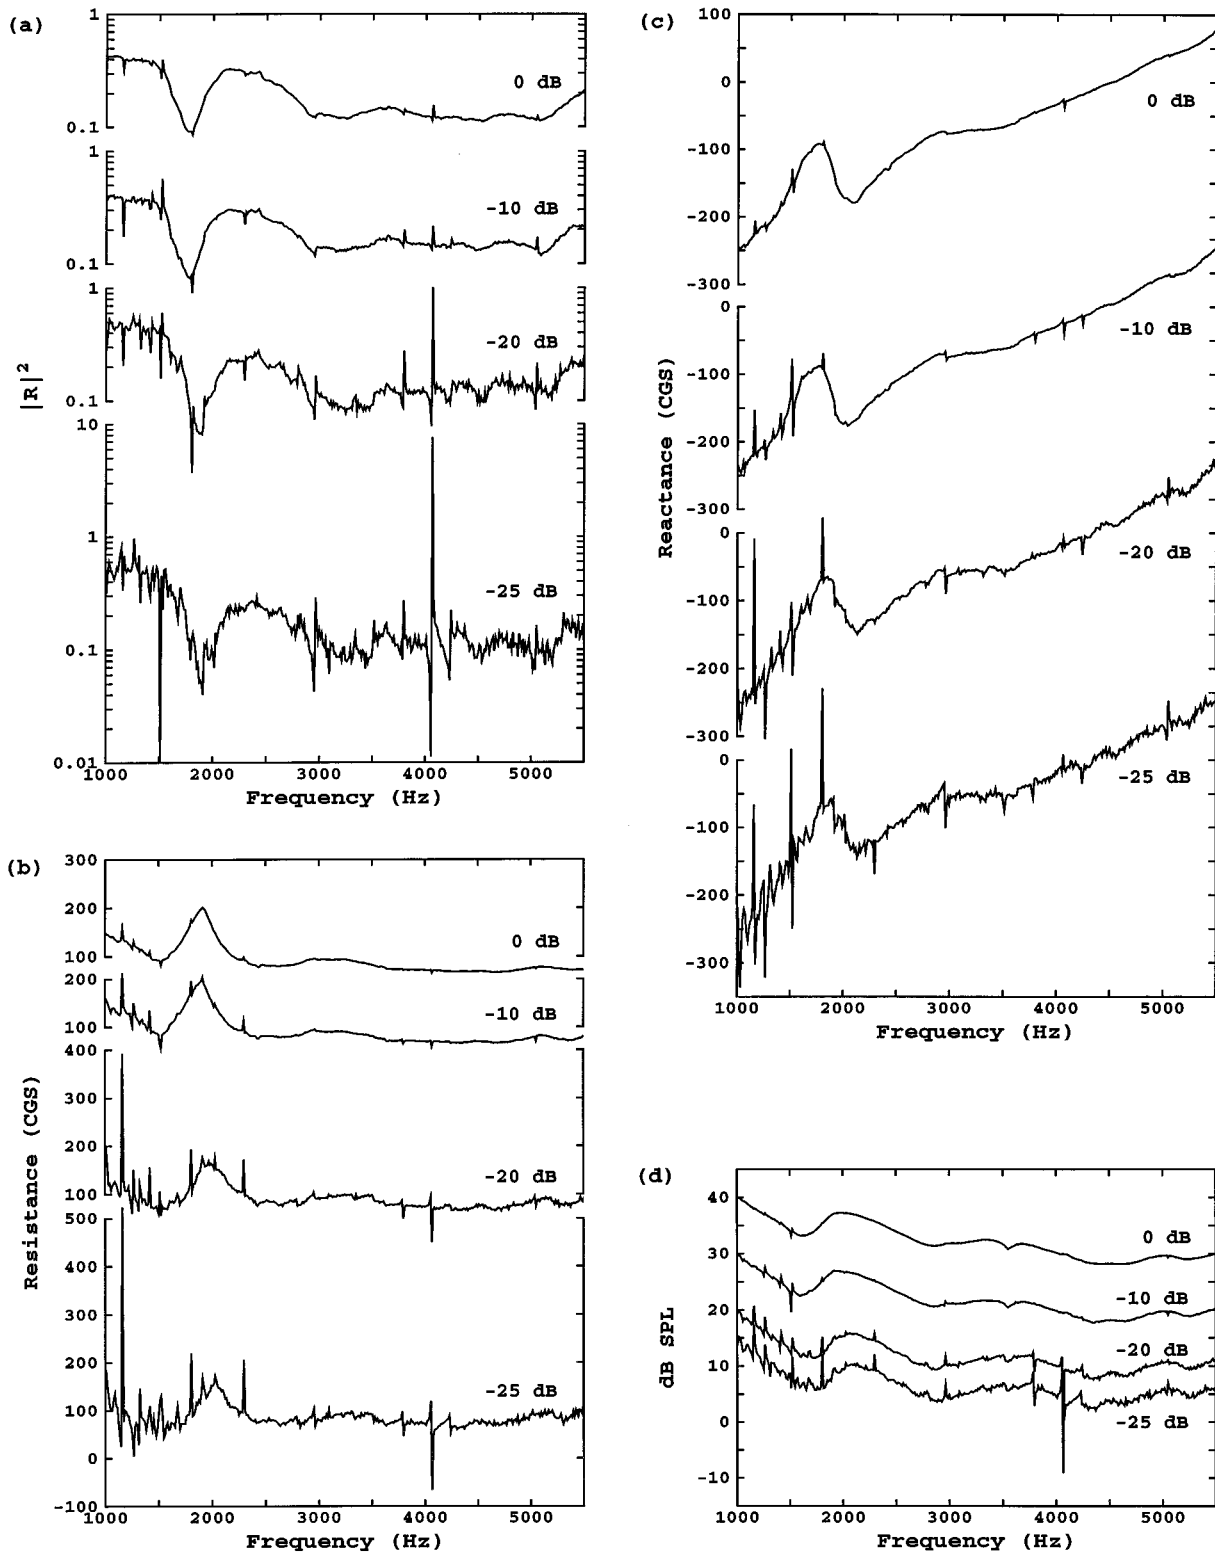 (a)
1
0 dB
0.1
1
-10 dB
0.1
1
-20 dB
0.1
10
1
-25 dB
0.1
0.01
|R|²
1000 2000 3000 4000 5000
Frequency (Hz)
(b)
300
200
100
0 dB
200
100
-10 dB
400
300
200
100
-20 dB
500
400
300
200
100
0
-100
-25 dB
Resistance (CGS)
1000 2000 3000 4000 5000
Frequency (Hz)
(c)
100
0
-100
-200
-300
0 dB
0
-100
-200
-300
-10 dB
0
-100
-200
-300
-20 dB
0
-100
-200
-300
-25 dB
Reactance (CGS)
1000 2000 3000 4000 5000
Frequency (Hz)
(d)
40
30
20
10
0
-10
0 dB
-10 dB
-20 dB
-25 dB
dB SPL
1000 2000 3000 4000 5000
Frequency (Hz)